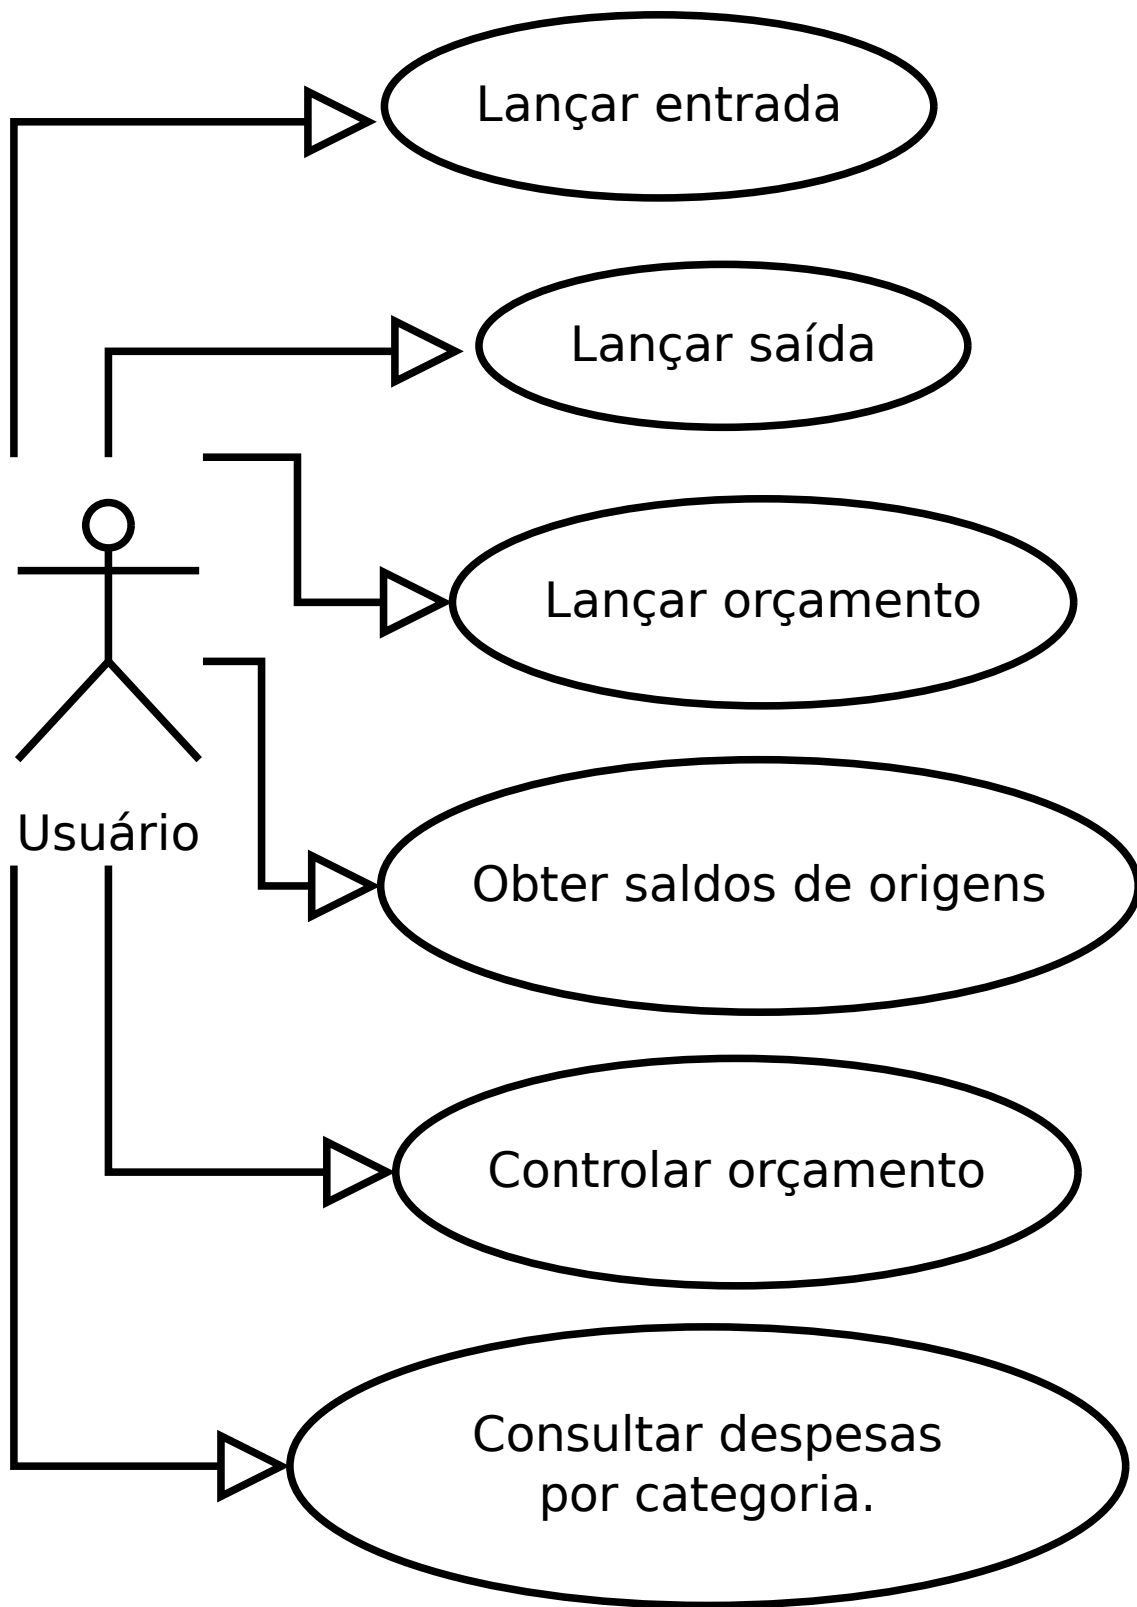 Lançar entrada
Lançar saída
Lançar orçamento
Usuário
Obter saldos de origens
Controlar orçamento
Consultar despesas
por categoria.